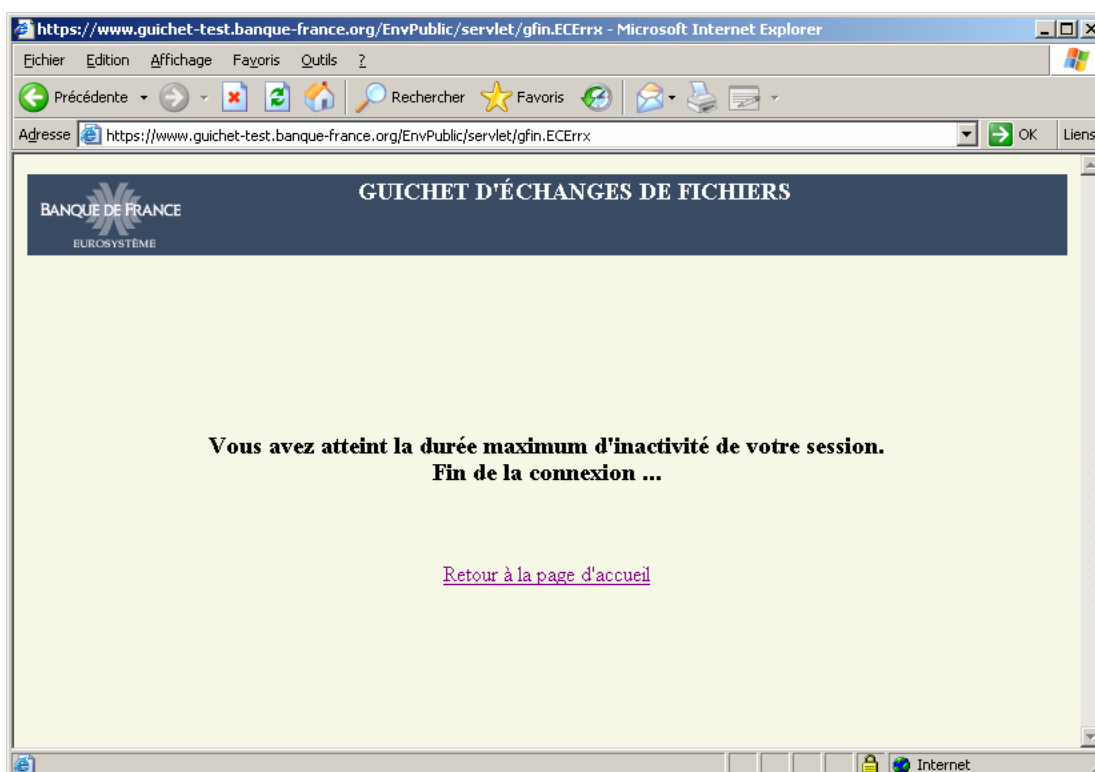 https://www.guichet-test.banque-france.org/EnvPublic/servlet/gfin.ECErrx - Microsoft Internet Explorer
Fichier Edition Affichage Favoris Outils ?
Précédente Rechercher Favoris
Adresse https://www.guichet-test.banque-france.org/EnvPublic/servlet/gfin.ECErrx OK Liens
GUICHET D'ÉCHANGES DE FICHIERS
BANQUE DE FRANCE
EUROSYSTÈME
Vous avez atteint la durée maximum d'inactivité de votre session.
Fin de la connexion ...
Retour à la page d'accueil
Internet